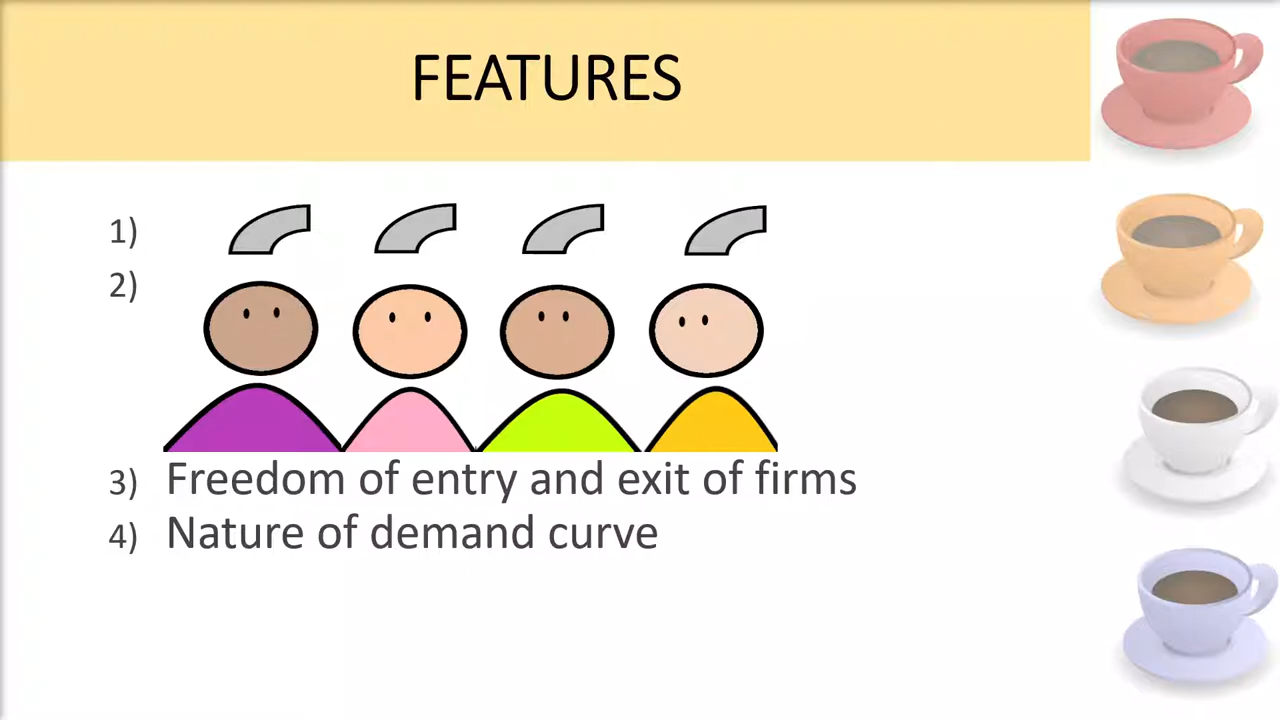 FEATURES
1)
2)
3) Freedom of entry and exit of firms
4) Nature of demand curve